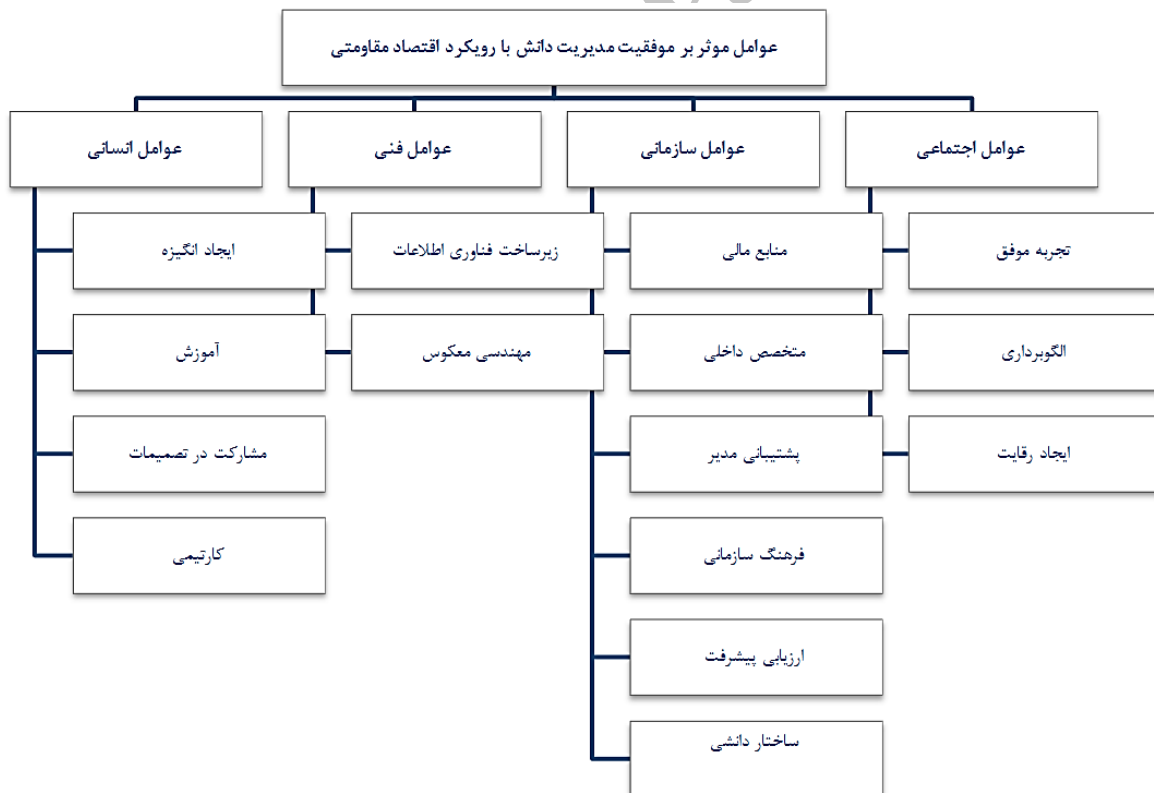 عوامل موثر بر موفقیت مدیریت دانش با رویکرد اقتصاد مقاومتی
عوامل اجتماعی
تجربه موفق
الگوبرداری
ایجاد رقابت
عوامل سازمانی
منابع مالی
متخصص داخلی
پشتیبانی مدیر
فرهنگ سازمانی
ارزیابی پیشرفت
ساختار دانشی
عوامل فنی
زیرساخت فناوری اطلاعات
مهندسی معکوس
عوامل انسانی
ایجاد انگیزه
آموزش
مشارکت در تصمیمات
کارتیمی